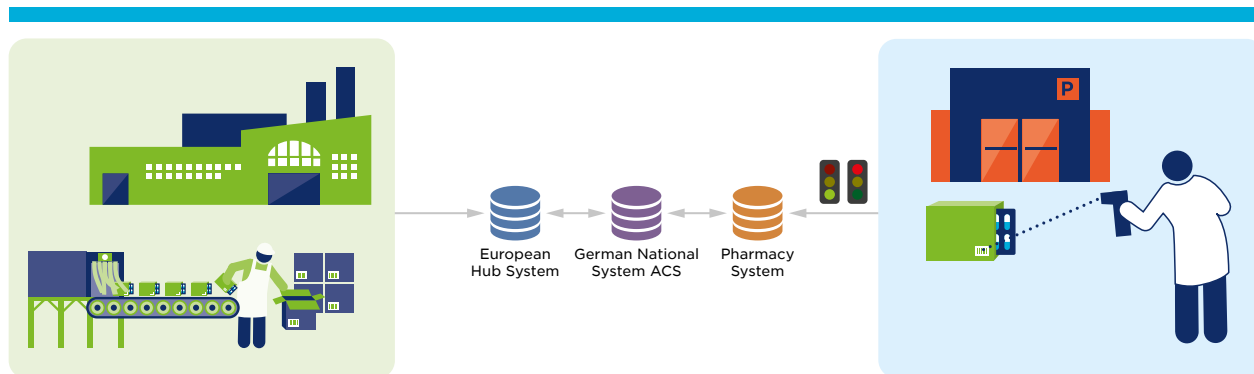 P
European
Hub System
German National
System ACS
Pharmacy
System